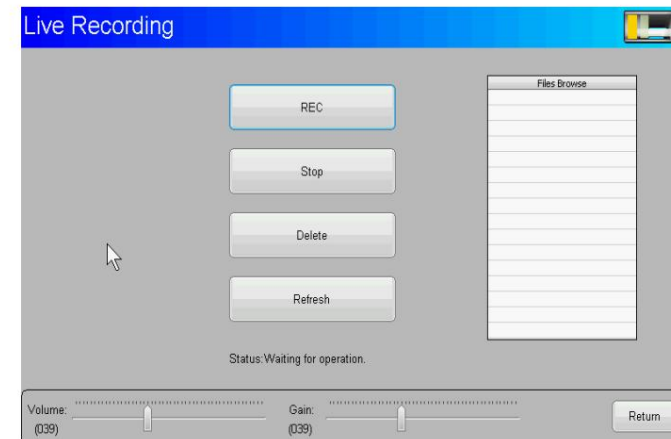 Live Recording
Files Browse
REC
Stop
Delete
Refresh
Status:Waiting for operation.
Volume:
(039)
Gain:
(039)
Return